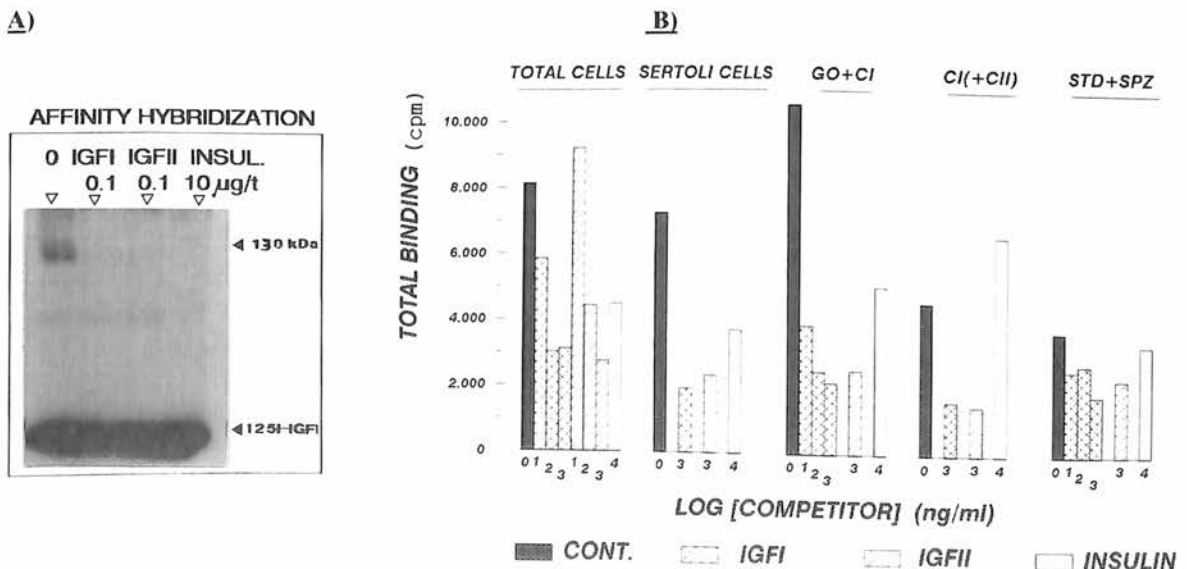 A)
AFFINITY HYBRIDIZATION
0 IGFI IGFII INSUL.
0.1 0.1 10 µg/t
130 kDa
125I-IGFI
B)
TOTAL CELLS SERTOLI CELLS GO+CI CI(+CII) STD+SPZ
TOTAL BINDING (cpm)
10.000
8.000
6.000
4.000
2.000
0
0 1 2 3 1 2 3 4 0 3 3 4 0 1 2 3 3 4 0 3 3 4 0 1 2 3 3 4
LOG [COMPETITOR] (ng/ml)
CONT. IGFI IGFII INSULIN